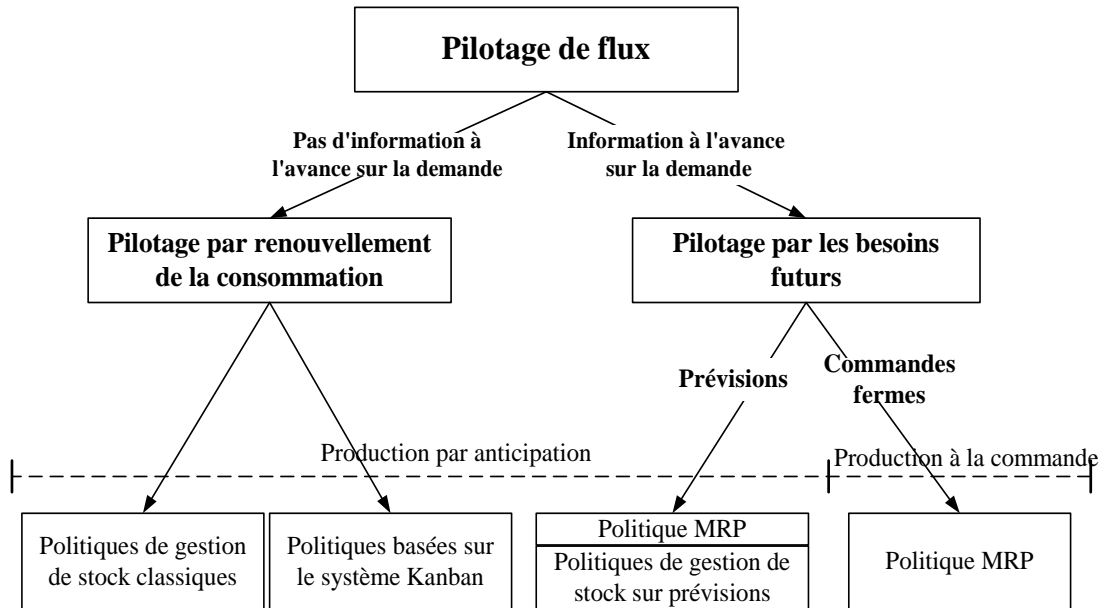 Pilotage de flux
Pas d'information à
l'avance sur la demande
Information à l'avance
sur la demande
Pilotage par renouvellement
de la consommation
Pilotage par les besoins
futurs
Prévisions
Commandes
fermes
Production par anticipation
Production à la commande
Politiques de gestion
de stock classiques
Politiques basées sur
le système Kanban
Politique MRP
Politiques de gestion de
stock sur prévisions
Politique MRP